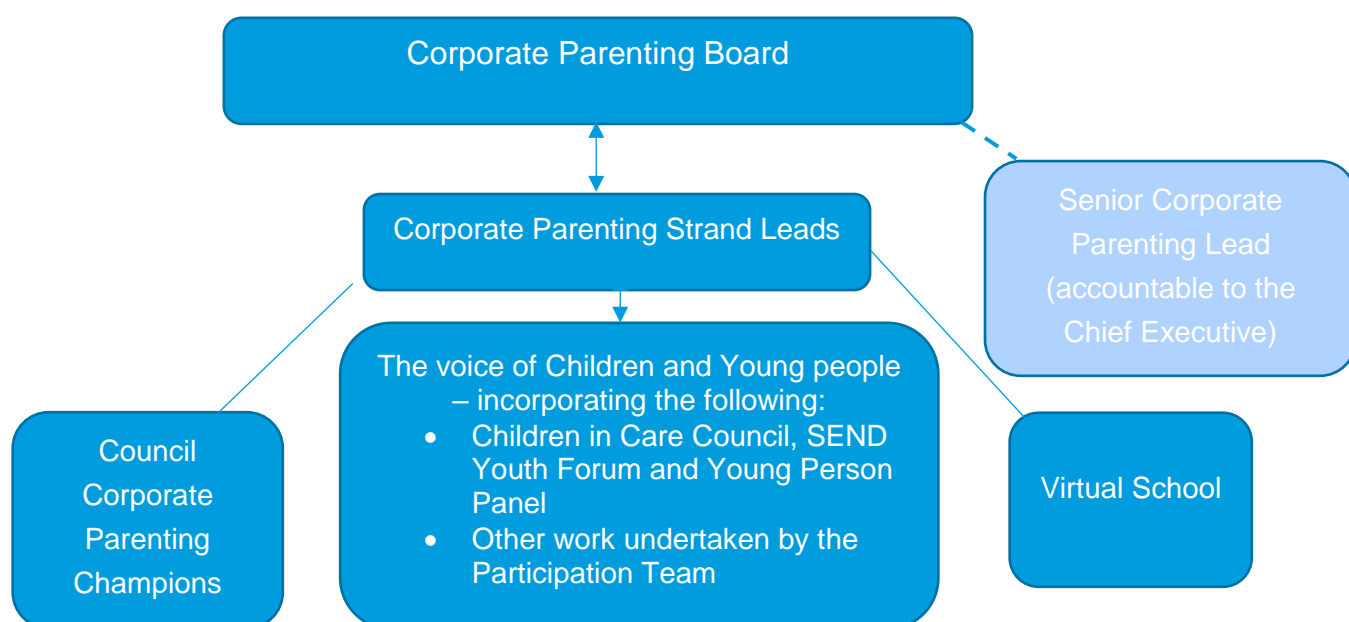 Corporate Parenting Board
Senior Corporate
Parenting Lead
(accountable to the
Chief Executive)
Corporate Parenting Strand Leads
The voice of Children and Young people
– incorporating the following:
• Children in Care Council, SEND
Youth Forum and Young Person
Panel
• Other work undertaken by the
Participation Team
Council
Corporate
Parenting
Champions
Virtual School